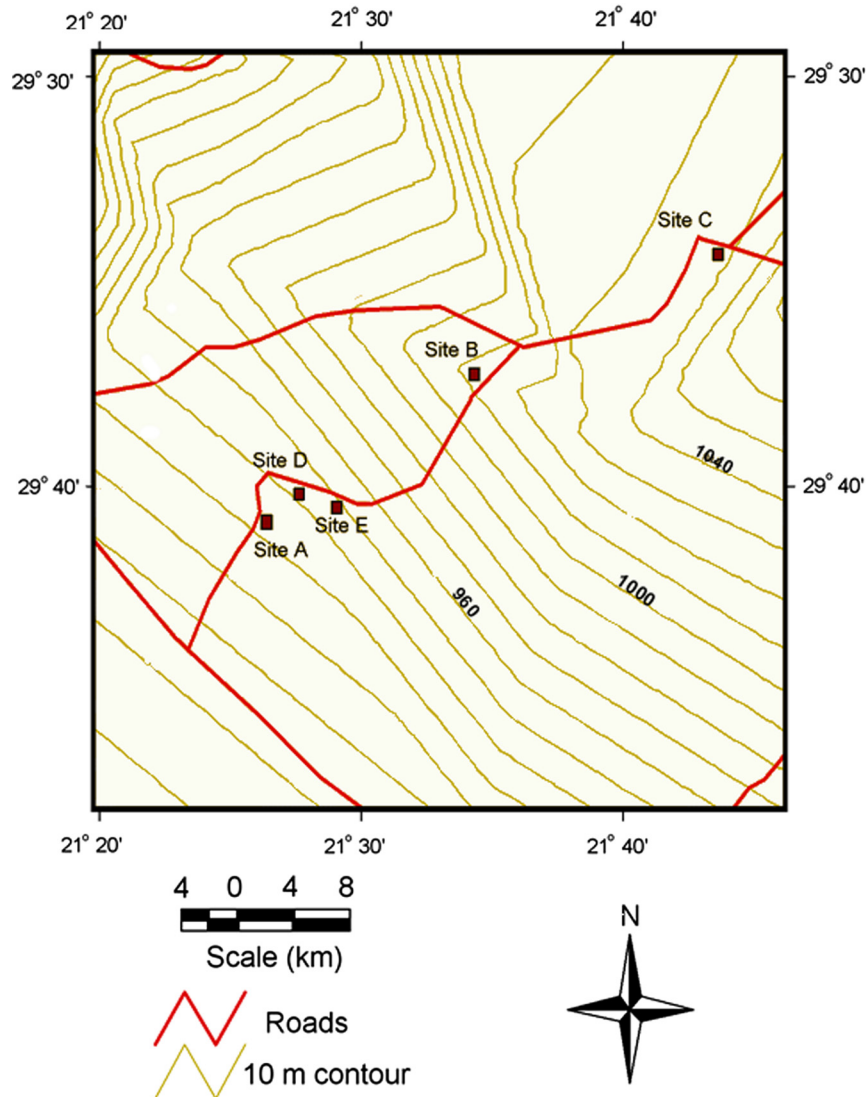 21° 20' 21° 30' 21° 40'
29° 30' 29° 30'
Site C
Site B
Site D
1040
29° 40' 29° 40'
Site E
Site A
960
1000
21° 20' 21° 30' 21° 40'
4 0 4 8
Scale (km)
N
Roads
10 m contour